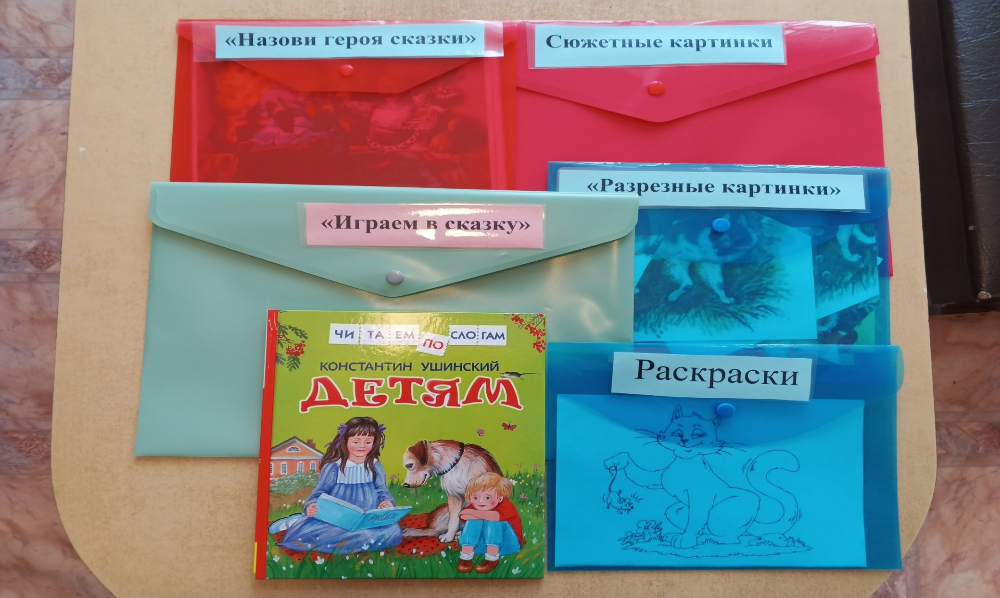 «Назови героя сказки»
Сюжетные картинки
«Разрезные картинки»
«Играем в сказку»
ЧИ ТА ЕМ ПО СЛО ГАМ
КОНСТАНТИН УШИНСКИЙ
ДЕТЯМ
Раскраски